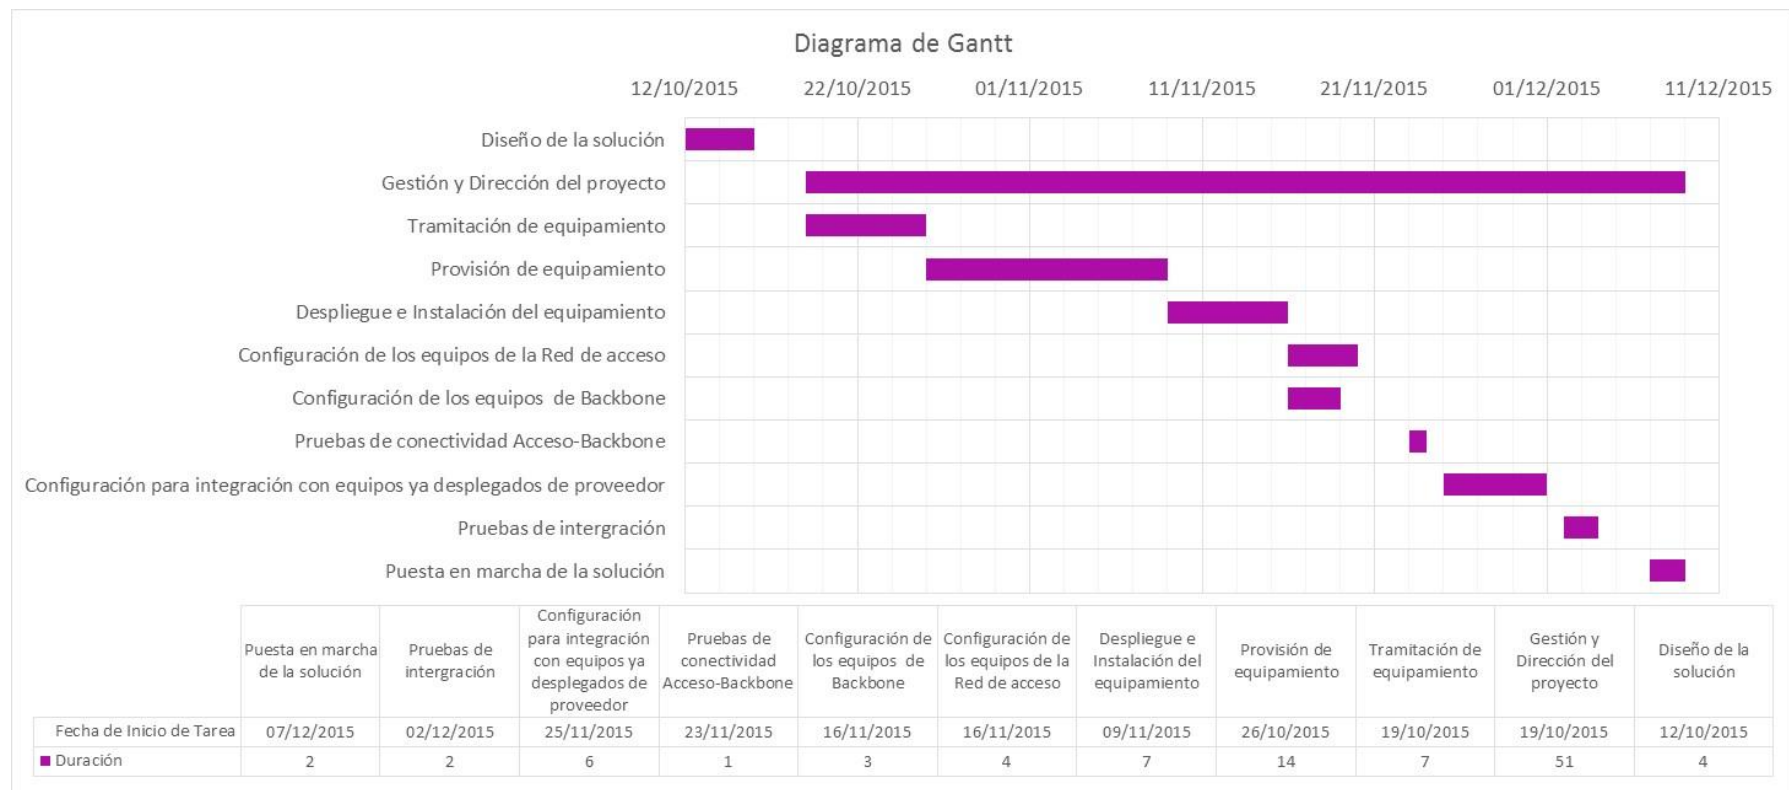 Diagrama de Gantt
12/10/2015 22/10/2015 01/11/2015 11/11/2015 21/11/2015 01/12/2015 11/12/2015
Diseño de la solución
Gestión y Dirección del proyecto
Tramitación de equipamiento
Provisión de equipamiento
Despliegue e Instalación del equipamiento
Configuración de los equipos de la Red de acceso
Configuración de los equipos de Backbone
Pruebas de conectividad Acceso-Backbone
Configuración para integración con equipos ya desplegados de proveedor
Pruebas de intergración
Puesta en marcha de la solución
Puesta en marcha
de la solución
Pruebas de
intergración
Configuración
para integración
con equipos ya
desplegados de
proveedor
Pruebas de
conectividad
Acceso-Backbone
Configuración de
los equipos de
Backbone
Configuración de
los equipos de la
Red de acceso
Despliegue e
Instalación del
equipamiento
Provisión de
equipamiento
Tramitación de
equipamiento
Gestión y
Dirección del
proyecto
Diseño de la
solución
Fecha de Inicio de Tarea 07/12/2015 02/12/2015 25/11/2015 23/11/2015 16/11/2015 16/11/2015 09/11/2015 26/10/2015 19/10/2015 19/10/2015 12/10/2015
Duración 2 2 6 1 3 4 7 14 7 51 4